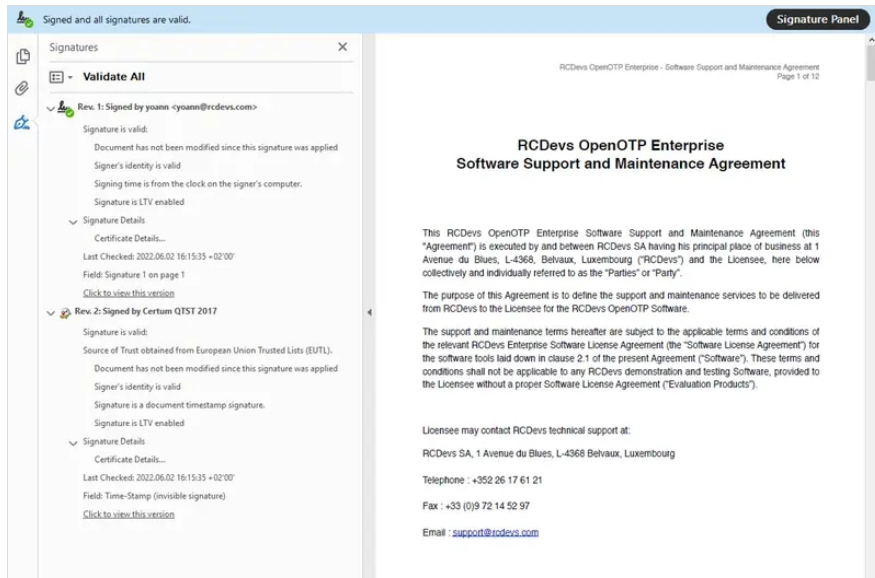 Signed and all signatures are valid.
Signature Panel
Signatures
Validate All
Rev. 1: Signed by yoann <yoann@rcdevs.com>
Signature is valid:
Document has not been modified since this signature was applied
Signer's identity is valid
Signing time is from the clock on the signer's computer.
Signature is LTV enabled
Signature Details
Certificate Details...
Last Checked: 2022.06.02 16:15:35 +02'00'
Field: Signature 1 on page 1
Click to view this version
Rev. 2: Signed by Certum QTST 2017
Signature is valid:
Source of Trust obtained from European Union Trusted Lists (EUTL).
Document has not been modified since this signature was applied
Signer's identity is valid
Signature is a document timestamp signature.
Signature is LTV enabled
Signature Details
Certificate Details...
Last Checked: 2022.06.02 16:15:35 +02'00'
Field: Time-Stamp (invisible signature)
Click to view this version
RCDevs OpenOTP Enterprise - Software Support and Maintenance Agreement
Page 1 of 12
RCDevs OpenOTP Enterprise
Software Support and Maintenance Agreement
This RCDevs OpenOTP Enterprise Software Support and Maintenance Agreement (this
"Agreement") is executed by and between RCDevs SA having his principal place of business at 1
Avenue du Blues, L-4368, Belvaux, Luxembourg ("RCDevs") and the Licensee, here below
collectively and individually referred to as the "Parties" or "Party".
The purpose of this Agreement is to define the support and maintenance services to be delivered
from RCDevs to the Licensee for the RCDevs OpenOTP Software.
The support and maintenance terms hereafter are subject to the applicable terms and conditions of
the relevant RCDevs Enterprise Software License Agreement (the "Software License Agreement") for
the software tools laid down in clause 2.1 of the present Agreement ("Software"). These terms and
conditions shall not be applicable to any RCDevs demonstration and testing Software, provided to
the Licensee without a proper Software License Agreement ("Evaluation Products").
Licensee may contact RCDevs technical support at:
RCDevs SA, 1 Avenue du Blues, L-4368 Belvaux, Luxembourg
Telephone : +352 26 17 61 21
Fax : +33 (0)9 72 14 52 97
Email : support@rcdevs.com